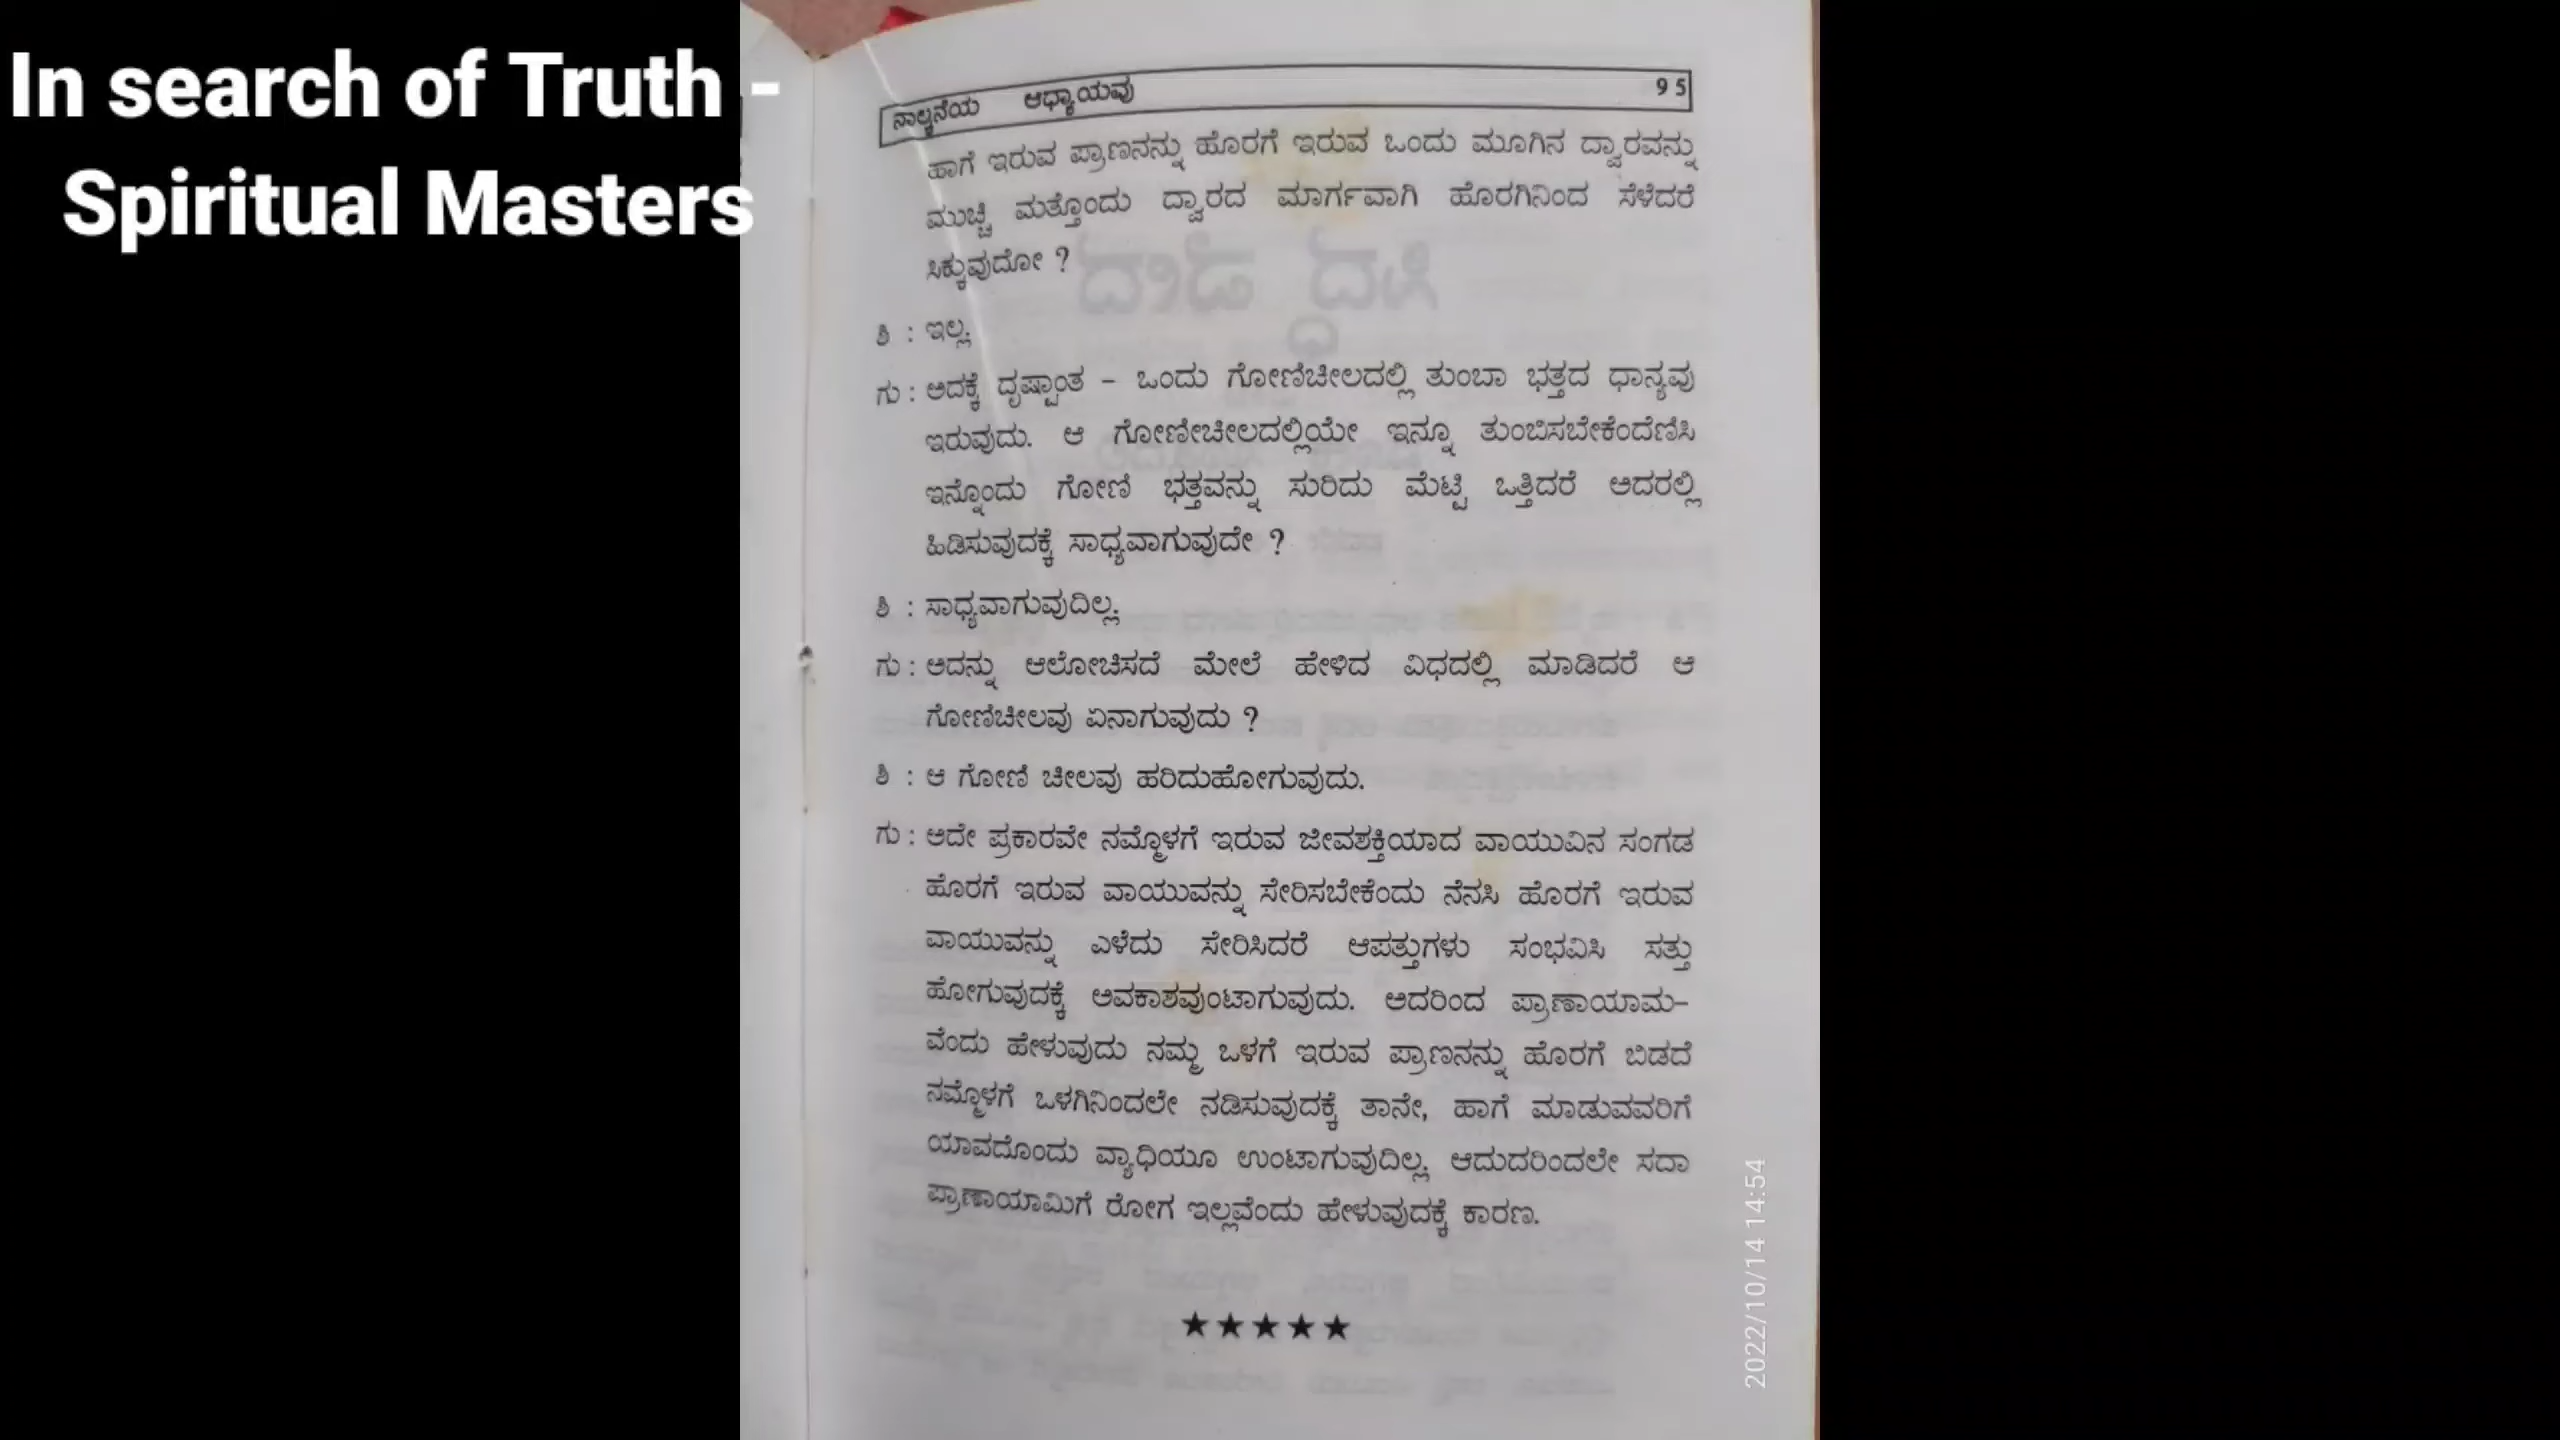 In search of Truth -
Spiritual Masters
ನಾಲ್ಕನೆಯ ಆಧ್ಯಾಯವು 95
ಹಾಗೆ ಇರುವ ಪ್ರಾಣನನ್ನು ಹೊರಗೆ ಇರುವ ಒಂದು ಮೂಗಿನ ದ್ವಾರವನ್ನು
ಮುಚ್ಚಿ ಮತ್ತೊಂದು ದ್ವಾರದ ಮಾರ್ಗವಾಗಿ ಹೊರಗಿನಿಂದ ಸೆಳೆದರೆ
ಸಿಕ್ಕುವುದೋ ?
ಶಿ : ಇಲ್ಲ.
ಗು : ಅದಕ್ಕೆ ದೃಷ್ಟಾಂತ – ಒಂದು ಗೋಣಿಚೀಲದಲ್ಲಿ ತುಂಬಾ ಭತ್ತದ ಧಾನ್ಯವು
ಇರುವುದು. ಆ ಗೋಣೀಚೀಲದಲ್ಲಿಯೇ ಇನ್ನೂ ತುಂಬಿಸಬೇಕೆಂದೆಣಿಸಿ
ಇನ್ನೊಂದು ಗೋಣಿ ಭತ್ತವನ್ನು ಸುರಿದು ಮೆಟ್ಟಿ ಒತ್ತಿದರೆ ಅದರಲ್ಲಿ
ಹಿಡಿಸುವುದಕ್ಕೆ ಸಾಧ್ಯವಾಗುವುದೇ ?
ಶಿ : ಸಾಧ್ಯವಾಗುವುದಿಲ್ಲ.
ಗು : ಅದನ್ನು ಆಲೋಚಿಸದೆ ಮೇಲೆ ಹೇಳಿದ ವಿಧದಲ್ಲಿ ಮಾಡಿದರೆ ಆ
ಗೋಣಿಚೀಲವು ಏನಾಗುವುದು ?
ಶಿ : ಆ ಗೋಣಿ ಚೀಲವು ಹರಿದುಹೋಗುವುದು.
ಗು : ಅದೇ ಪ್ರಕಾರವೇ ನಮ್ಮೊಳಗೆ ಇರುವ ಜೀವಶಕ್ತಿಯಾದ ವಾಯುವಿನ ಸಂಗಡ
ಹೊರಗೆ ಇರುವ ವಾಯುವನ್ನು ಸೇರಿಸಬೇಕೆಂದು ನೆನಸಿ ಹೊರಗೆ ಇರುವ
ವಾಯುವನ್ನು ಎಳೆದು ಸೇರಿಸಿದರೆ ಆಪತ್ತುಗಳು ಸಂಭವಿಸಿ ಸತ್ತು
ಹೋಗುವುದಕ್ಕೆ ಅವಕಾಶವುಂಟಾಗುವುದು. ಅದರಿಂದ ಪ್ರಾಣಾಯಾಮ–
ವೆಂದು ಹೇಳುವುದು ನಮ್ಮ ಒಳಗೆ ಇರುವ ಪ್ರಾಣನನ್ನು ಹೊರಗೆ ಬಿಡದೆ
ನಮ್ಮೊಳಗೆ ಒಳಗಿನಿಂದಲೇ ನಡಿಸುವುದಕ್ಕೆ ತಾನೇ, ಹಾಗೆ ಮಾಡುವವರಿಗೆ
ಯಾವದೊಂದು ವ್ಯಾಧಿಯೂ ಉಂಟಾಗುವುದಿಲ್ಲ. ಆದುದರಿಂದಲೇ ಸದಾ
ಪ್ರಾಣಾಯಾಮಿಗೆ ರೋಗ ಇಲ್ಲವೆಂದು ಹೇಳುವುದಕ್ಕೆ ಕಾರಣ.
★★★★★
2022/10/14 14:54